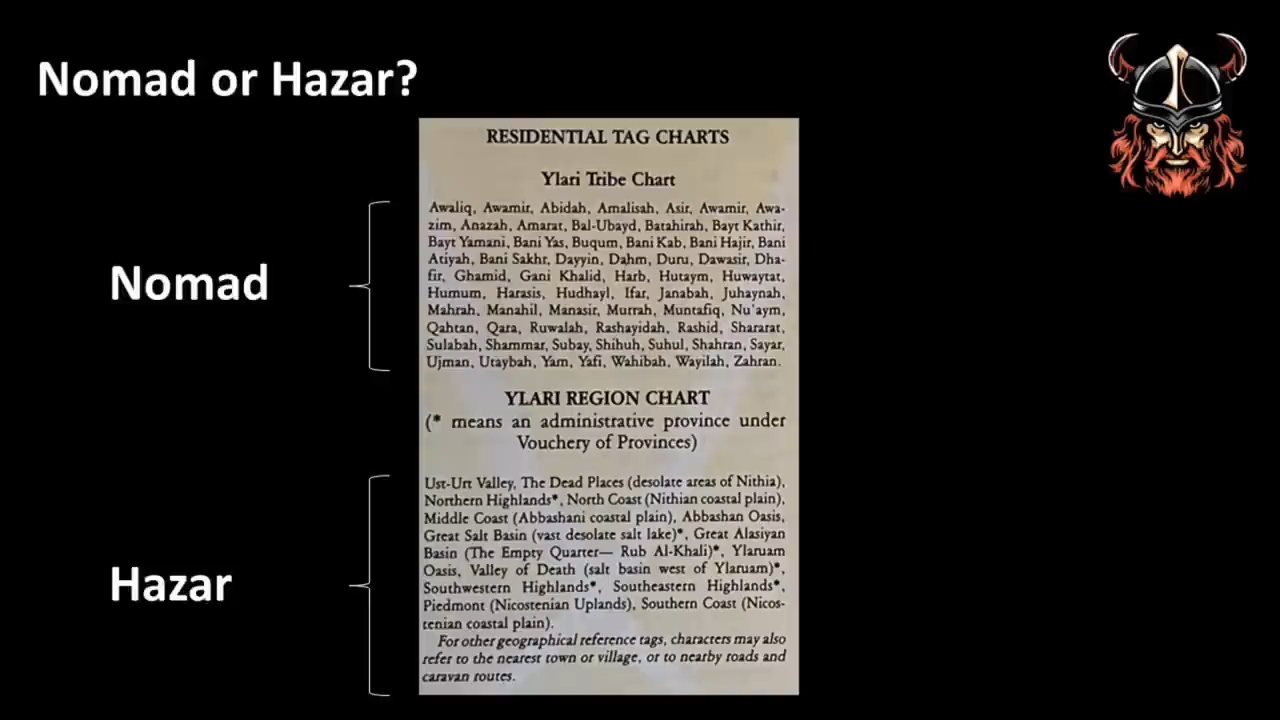 Nomad or Hazar?
RESIDENTIAL TAG CHARTS
Ylari Tribe Chart
Awaliq, Awamir, Abidah, Amalisah, Asir, Awamir, Awa-
zim, Anazah, Amarat, Bal-Ubayd, Batahirah, Bayt Kathir,
Bayt Yamani, Bani Yas, Buqum, Bani Kab, Bani Hajir, Bani
Atiyah, Bani Sakhr, Dayyin, Dahm, Duru, Dawasir, Dha-
fir, Ghamid, Gani Khalid, Harb, Hutaym, Huwaytat,
Humum, Harasis, Hudhayl, Ifar, Janabah, Juhaynah,
Mahrah, Manahil, Manasir, Murrah, Muntafiq, Nu'aym,
Qahtan, Qara, Ruwalah, Rashayidah, Rashid, Shararat,
Sulabah, Shammar, Subay, Shihuh, Suhul, Shahran, Sayar,
Ujman, Utaybah, Yam, Yafi, Wahibah, Wayilah, Zahran.
Nomad
YLARI REGION CHART
(* means an administrative province under
Vouchery of Provinces)
Ust-Urt Valley, The Dead Places (desolate areas of Nithia),
Northern Highlands*, North Coast (Nithian coastal plain),
Middle Coast (Abbashani coastal plain), Abbashan Oasis,
Great Salt Basin (vast desolate salt lake)*, Great Alasiyan
Basin (The Empty Quarter— Rub Al-Khali)*, Ylaruam
Oasis, Valley of Death (salt basin west of Ylaruam)*,
Southwestern Highlands*, Southeastern Highlands*,
Piedmont (Nicostenian Uplands), Southern Coast (Nicos-
tenian coastal plain).
For other geographical reference tags, characters may also
refer to the nearest town or village, or to nearby roads and
caravan routes.
Hazar